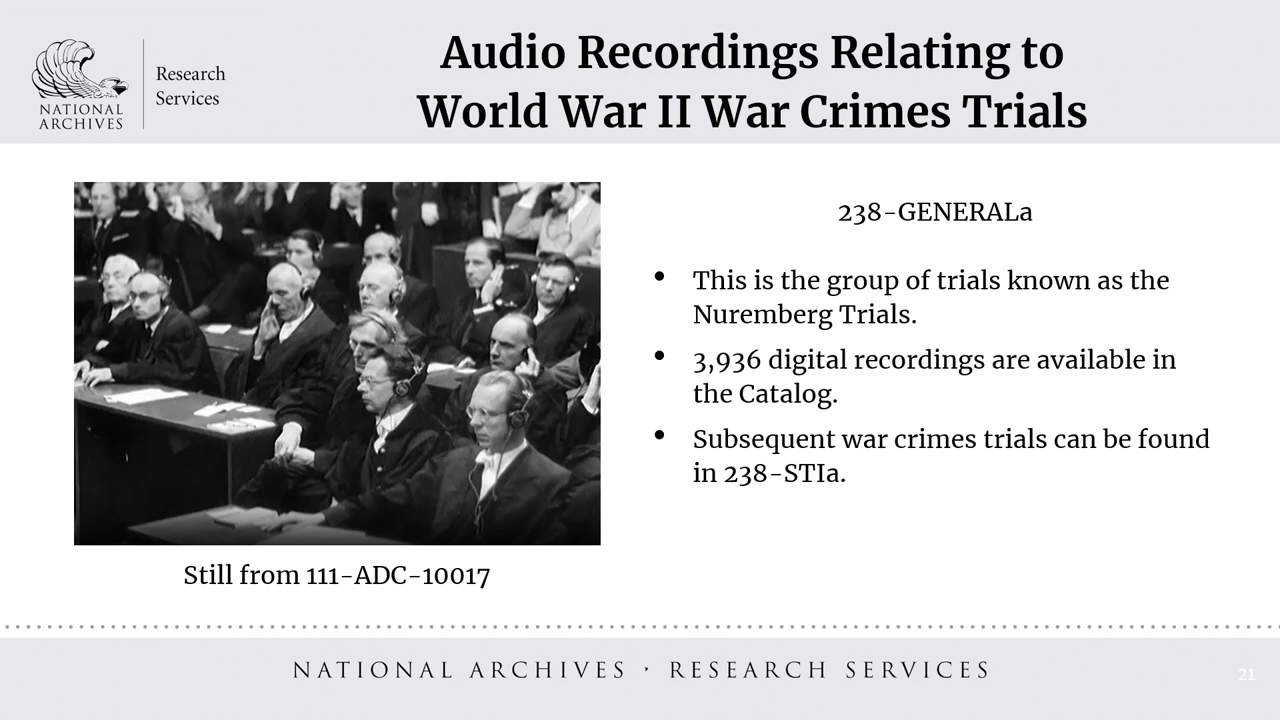 NATIONAL
ARCHIVES
Research
Services
Audio Recordings Relating to
World War II War Crimes Trials
238-GENERALa
• This is the group of trials known as the
Nuremberg Trials.
• 3,936 digital recordings are available in
the Catalog.
• Subsequent war crimes trials can be found
in 238-STIa.
Still from 111-ADC-10017
NATIONAL ARCHIVES · RESEARCH SERVICES
21